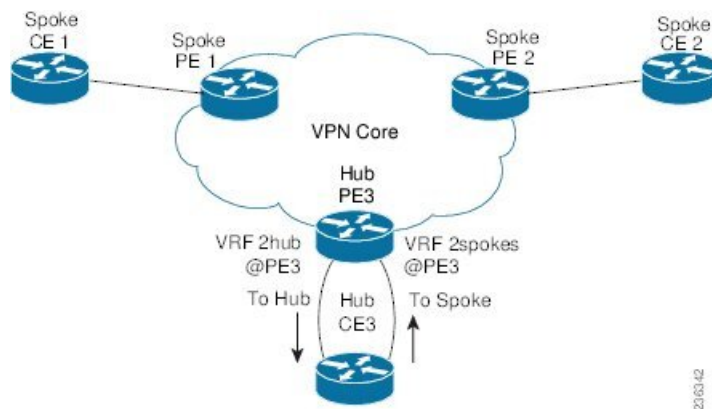 Spoke
CE 1
Spoke
PE 1
Spoke
PE 2
Spoke
CE 2
VPN Core
Hub
PE3
VRF 2hub
@PE3
VRF 2spokes
@PE3
To Hub
Hub
CE3
To Spoke
236342